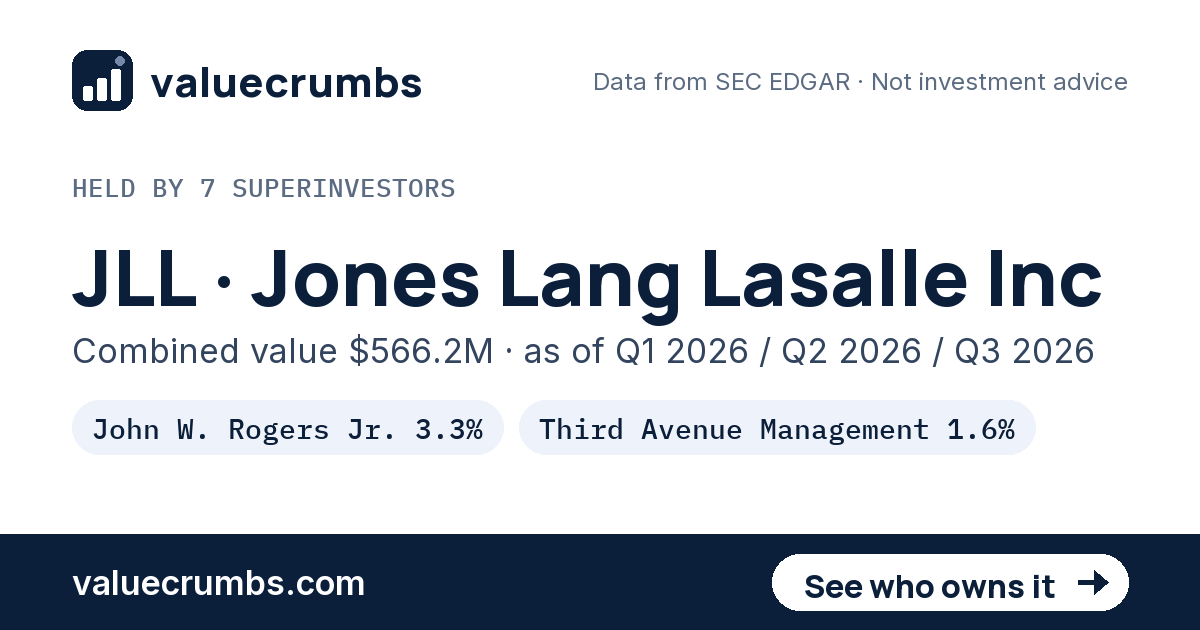 valuecrumbs
Data from SEC EDGAR · Not investment advice
HELD BY 7 SUPERINVESTORS
JLL · Jones Lang Lasalle Inc
Combined value $566.2M · as of Q1 2026 / Q2 2026 / Q3 2026
John W. Rogers Jr. 3.3%
Third Avenue Management 1.6%
valuecrumbs.com
See who owns it →